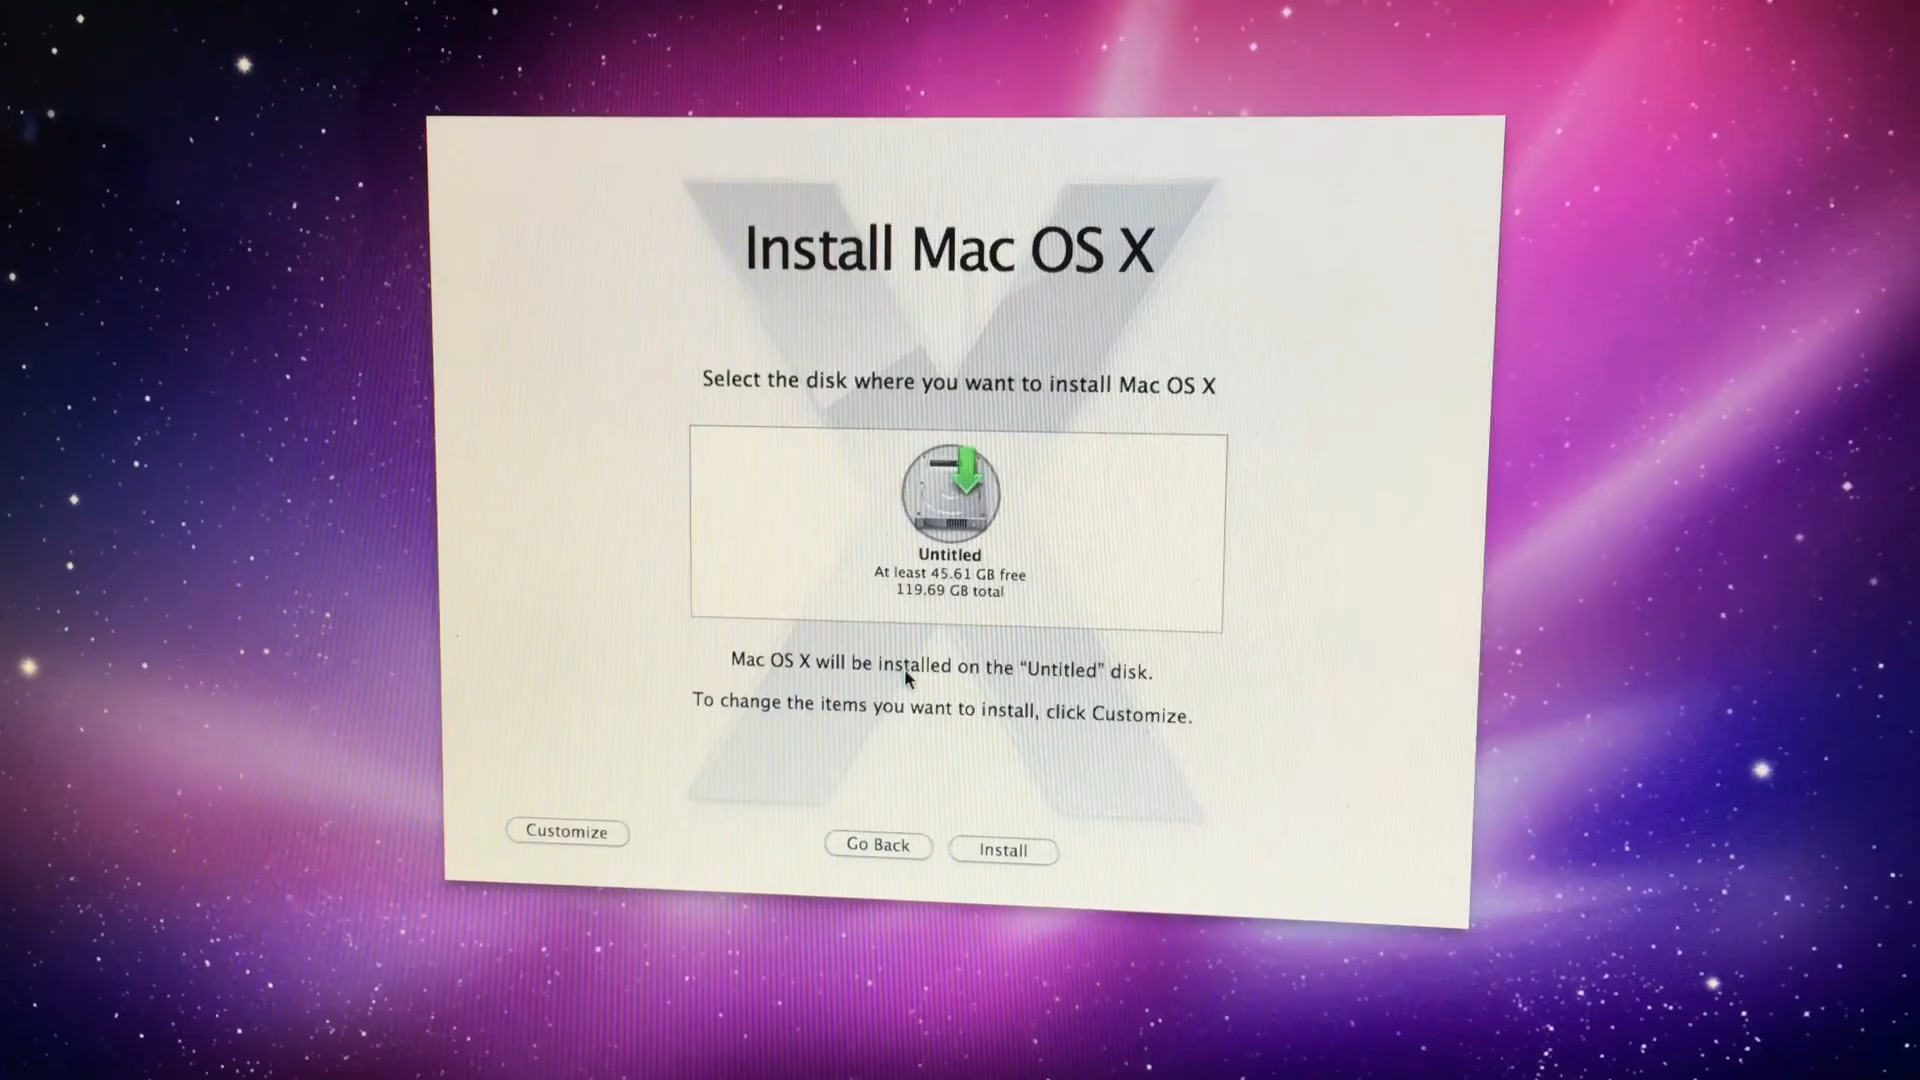 Install Mac OS X
Select the disk where you want to install Mac OS X
Untitled
At least 45.61 GB free
119.69 GB total
Mac OS X will be installed on the “Untitled” disk.
To change the items you want to install, click Customize.
Customize
Go Back
Install